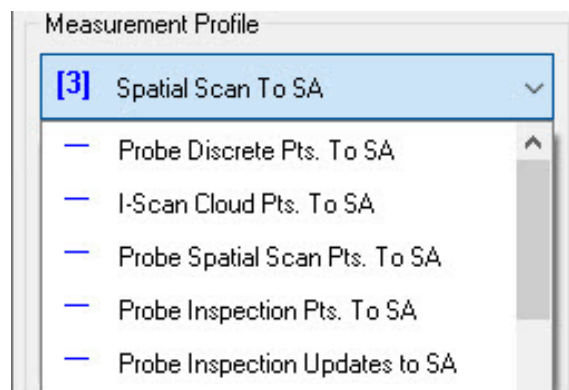 Measurement Profile
[3] Spatial Scan To SA
Probe Discrete Pts. To SA
I-Scan Cloud Pts. To SA
Probe Spatial Scan Pts. To SA
Probe Inspection Pts. To SA
Probe Inspection Updates to SA